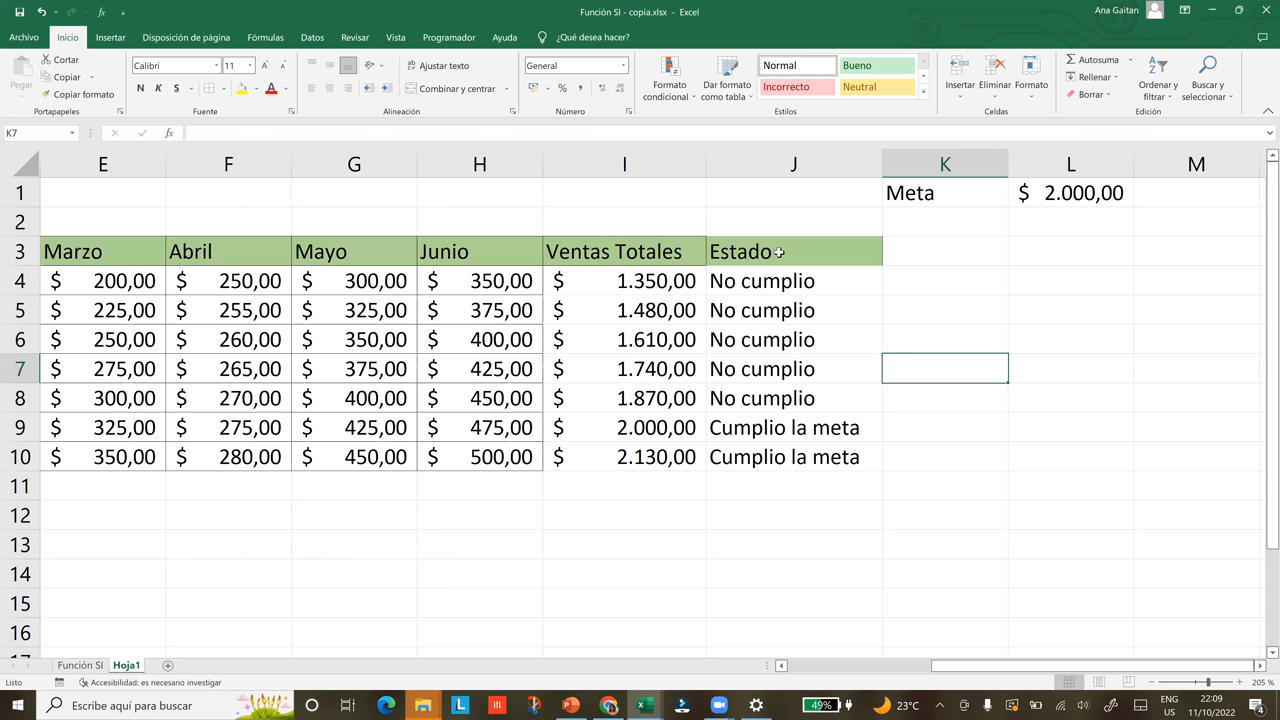 Función SI - copia.xlsx - Excel
Ana Gaitan
Archivo Inicio Insertar Disposición de página Fórmulas Datos Revisar Vista Programador Ayuda ¿Qué desea hacer?
Pegar
Cortar
Copiar
Copiar formato
Calibri 11
N K S
Ajustar texto
Combinar y centrar
General
$ %
Formato condicional
Dar formato como tabla
Normal Bueno
Incorrecto Neutral
Insertar Eliminar Formato
Autosuma
Rellenar
Borrar
Ordenar y filtrar
Buscar y seleccionar
Portapapeles Fuente Alineación Número Estilos Celdas Edición
K7 fx
E F G H I J K L M
1 Meta $ 2.000,00
2
3 Marzo Abril Mayo Junio Ventas Totales Estado
4 $ 200,00 $ 250,00 $ 300,00 $ 350,00 $ 1.350,00 No cumplio
5 $ 225,00 $ 255,00 $ 325,00 $ 375,00 $ 1.480,00 No cumplio
6 $ 250,00 $ 260,00 $ 350,00 $ 400,00 $ 1.610,00 No cumplio
7 $ 275,00 $ 265,00 $ 375,00 $ 425,00 $ 1.740,00 No cumplio
8 $ 300,00 $ 270,00 $ 400,00 $ 450,00 $ 1.870,00 No cumplio
9 $ 325,00 $ 275,00 $ 425,00 $ 475,00 $ 2.000,00 Cumplio la meta
10 $ 350,00 $ 280,00 $ 450,00 $ 500,00 $ 2.130,00 Cumplio la meta
11
12
13
14
15
16
Función SI Hoja1
Listo Accesibilidad: es necesario investigar 205 %
Escribe aquí para buscar 49% 23°C ENG US 22:09 11/10/2022